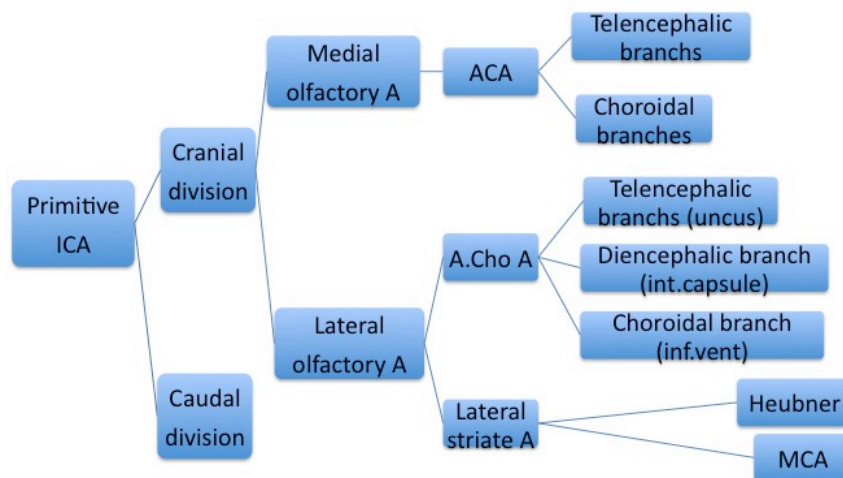 Medial
olfactory A
ACA
Telencephalic
branchs
Choroidal
branches
Cranial
division
Primitive
ICA
Telencephalic
branchs (uncus)
A.Cho A
Diencephalic branch
(int.capsule)
Choroidal branch
(inf.vent)
Lateral
olfactory A
Caudal
division
Lateral
striate A
Heubner
MCA